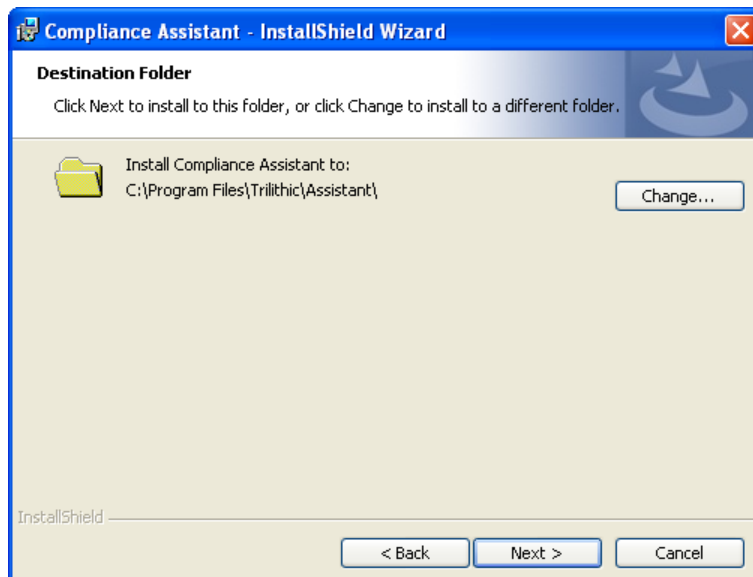 Compliance Assistant - InstallShield Wizard
Destination Folder
Click Next to install to this folder, or click Change to install to a different folder.
Install Compliance Assistant to:
C:\Program Files\Trilithic\Assistant\
Change...
InstallShield
< Back
Next >
Cancel